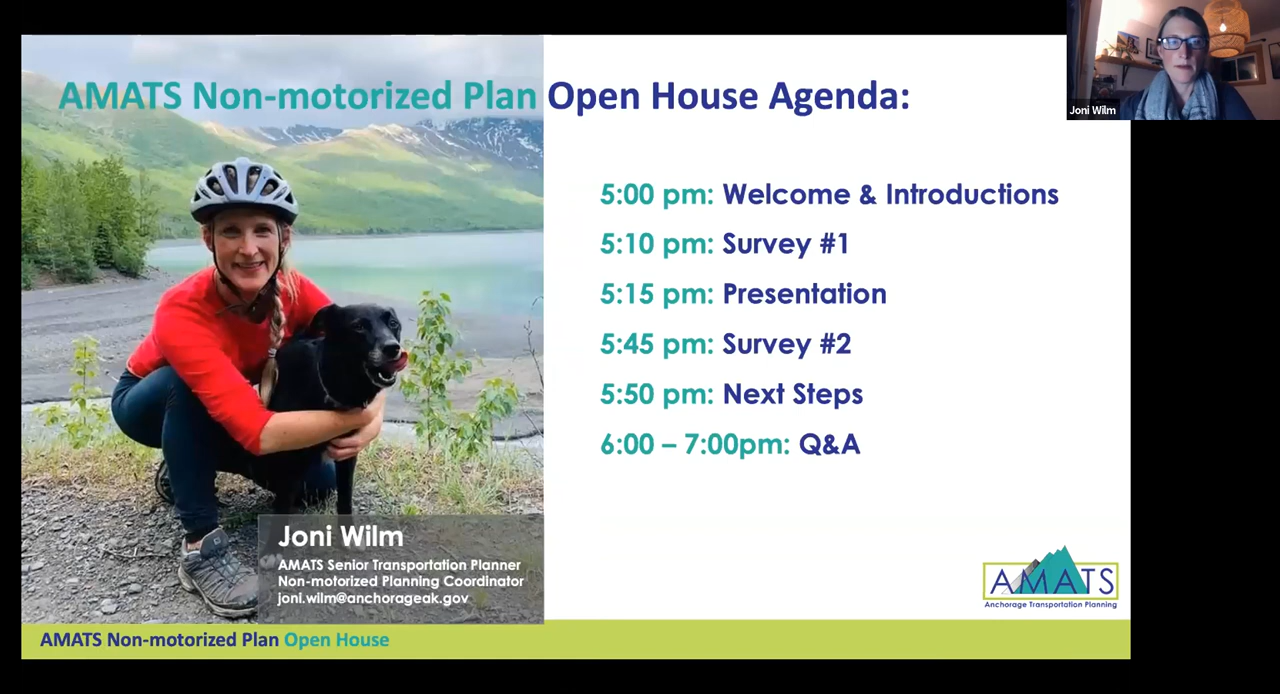 AMATS Non-motorized Plan Open House Agenda:
Joni Wilm
5:00 pm: Welcome & Introductions
5:10 pm: Survey #1
5:15 pm: Presentation
5:45 pm: Survey #2
5:50 pm: Next Steps
6:00 – 7:00pm: Q&A
Joni Wilm
AMATS Senior Transportation Planner
Non-motorized Planning Coordinator
joni.wilm@anchorageak.gov
AMATS
Anchorage Transportation Planning
AMATS Non-motorized Plan Open House